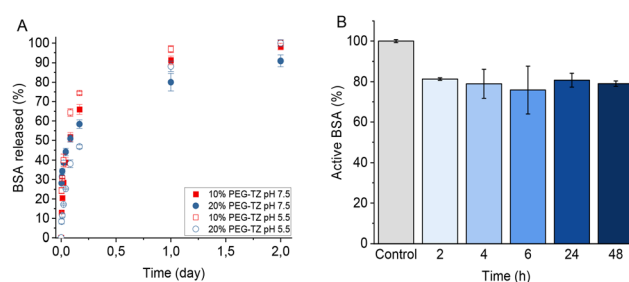 A
BSA released (%)
100
90
80
70
60
50
40
30
20
10
0
10% PEG-TZ pH 7.5
20% PEG-TZ pH 7.5
10% PEG-TZ pH 5.5
20% PEG-TZ pH 5.5
0,0 0,5 1,0 1,5 2,0
Time (day)
B
Active BSA (%)
100
80
60
40
20
0
Control 2 4 6 24 48
Time (h)